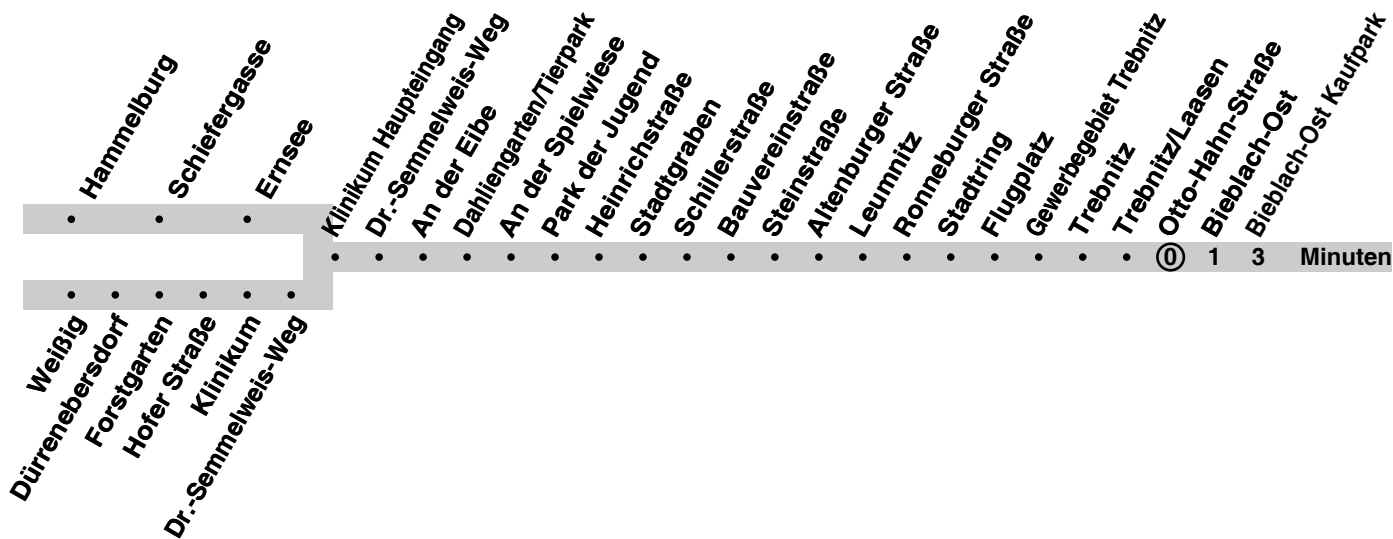 Hammelburg
Schiefergasse
Ernsee
Klinikum Haupteingang
Dr.-Semmelweis-Weg
An der Eibe
Dahliengarten/Tierpark
An der Spielwiese
Park der Jugend
Heinrichstraße
Stadtgraben
Schillerstraße
Bauvereinstraße
Steinstraße
Altenburger Straße
Leumnitz
Ronneburger Straße
Stadtring
Flugplatz
Gewerbegebiet Trebnitz
Trebnitz
Trebnitz/Laasen
Otto-Hahn-Straße
Bieblach-Ost
Bieblach-Ost Kaufpark
0 1 3 Minuten
Weißig
Dürrenebersdorf
Forstgarten
Hofer Straße
Klinikum
Dr.-Semmelweis-Weg